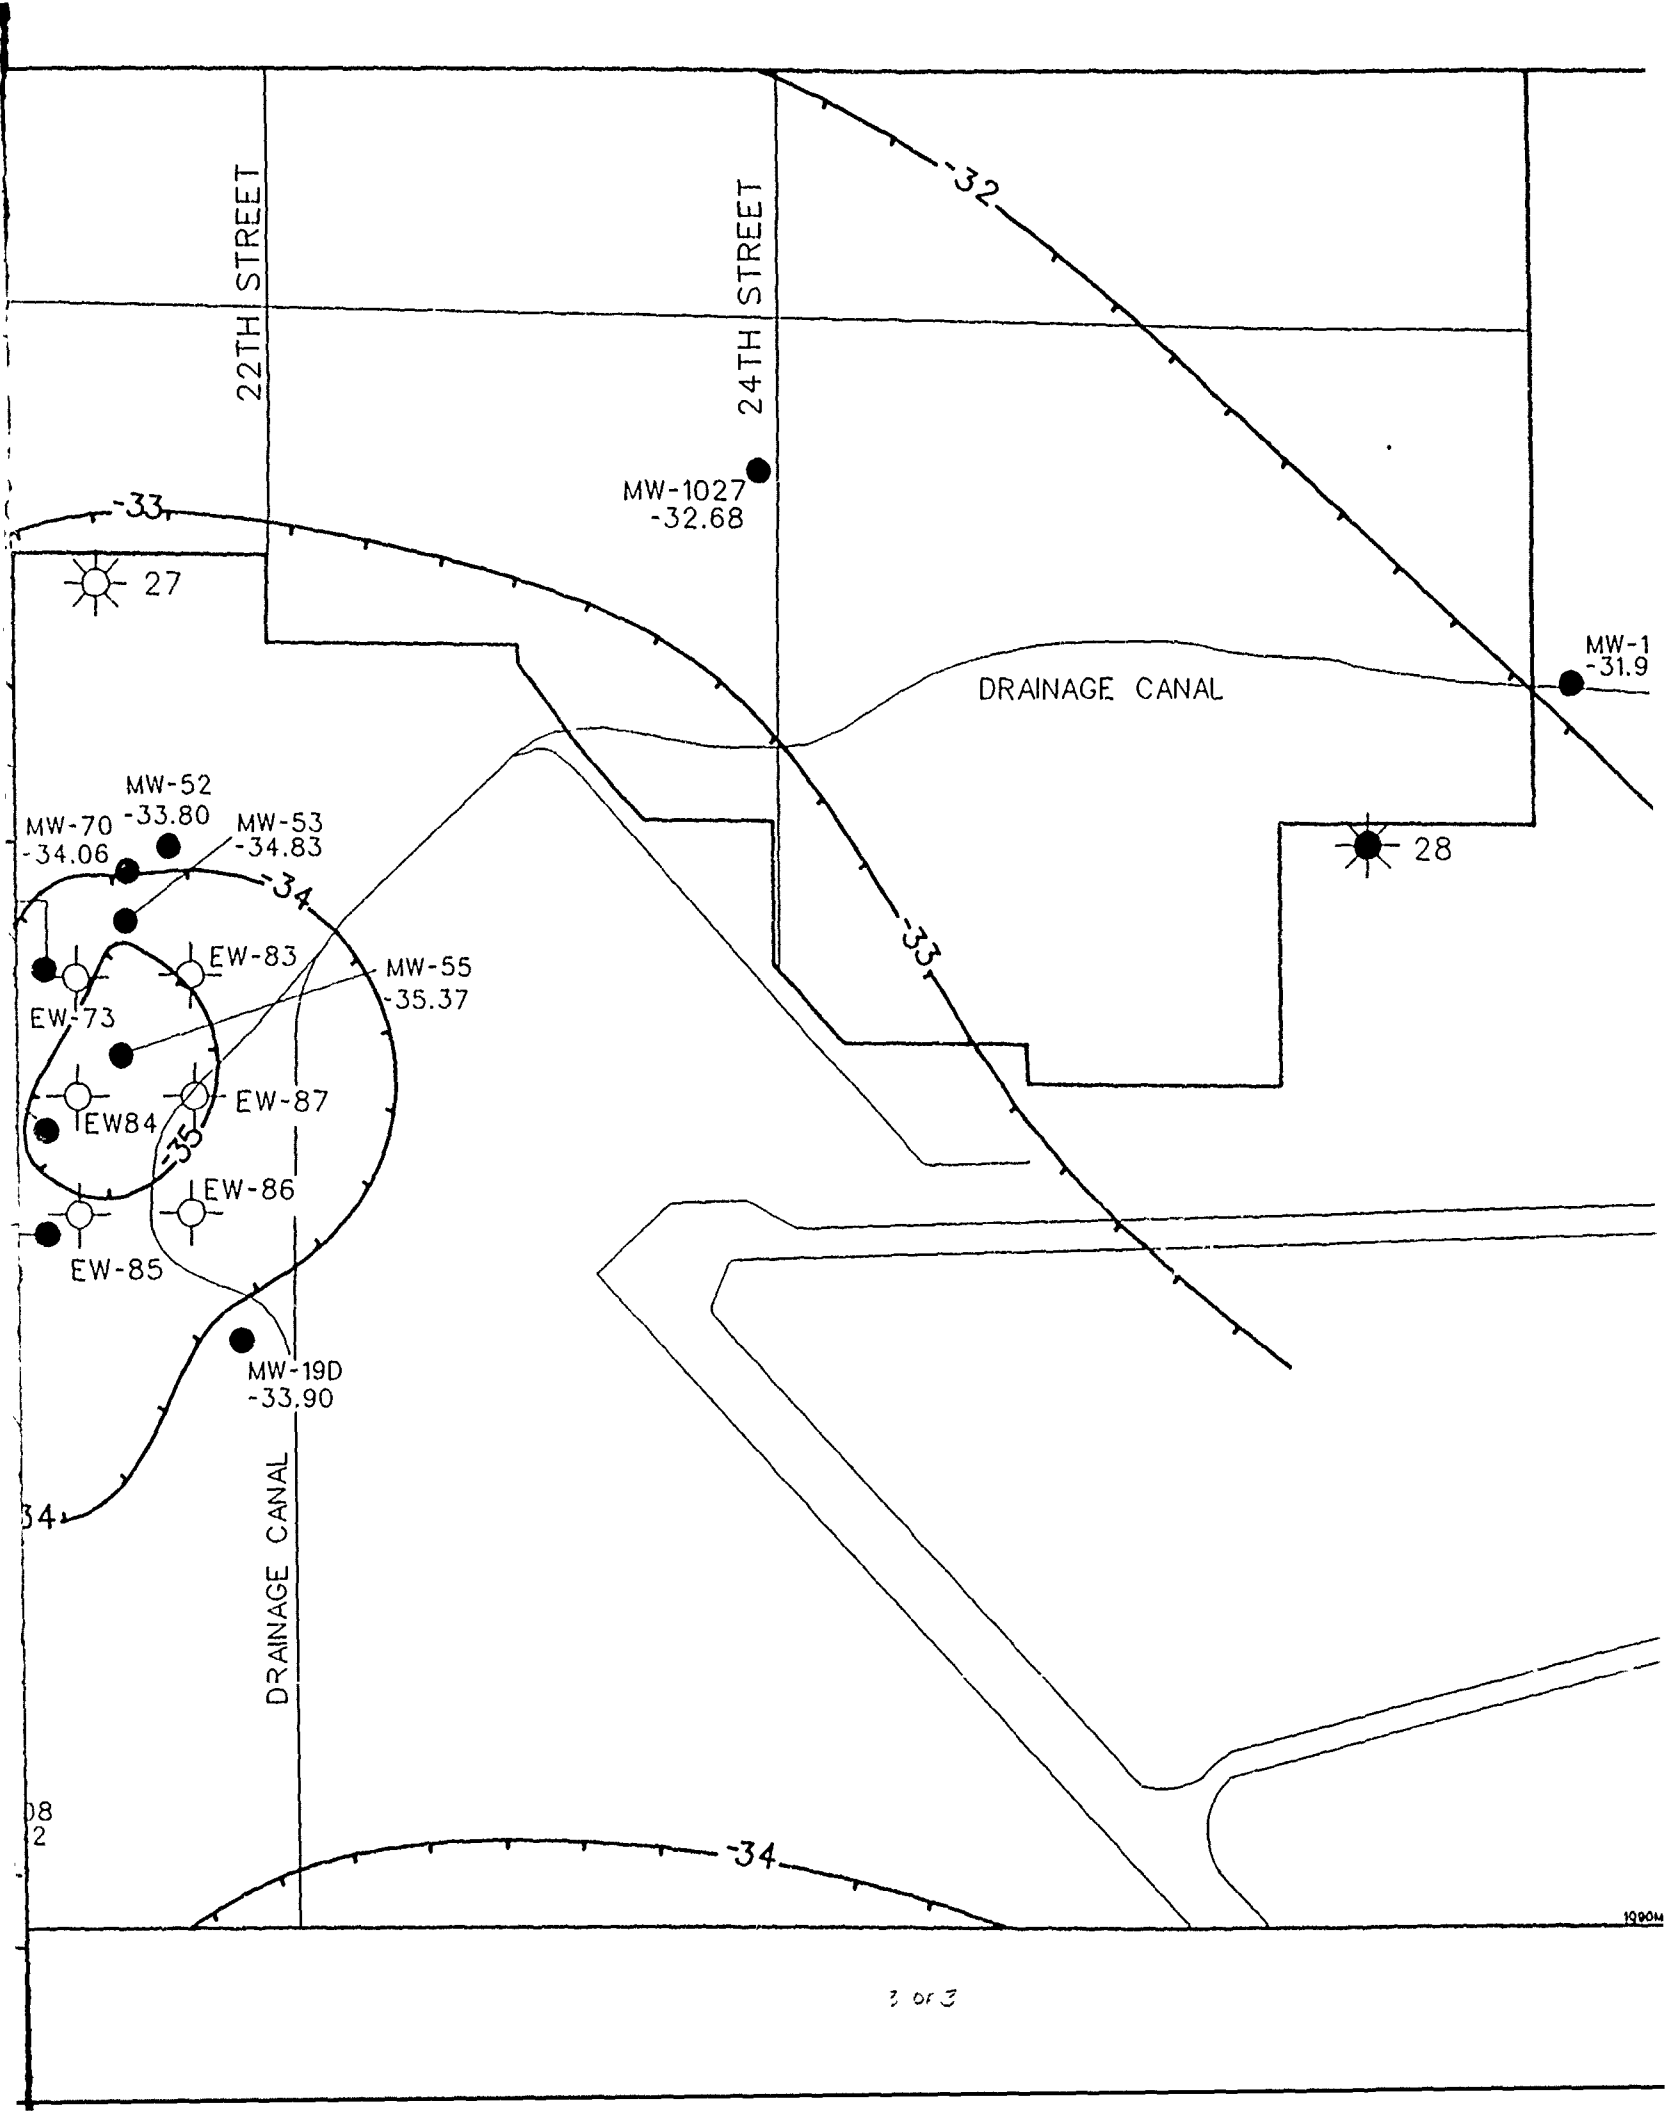 -32
22TH STREET
24TH STREET
MW-1027
-32.68
-33
27
MW-1
-31.9
DRAINAGE CANAL
MW-52
-33.80
MW-70
-34.06
MW-53
-34.83
28
-34
-33
EW-83
MW-55
-35.37
EW-73
EW-87
EW84
-35
EW-86
EW-85
MW-19D
-33.90
DRAINAGE CANAL
34
08
2
-34
1990M
3 OF 3